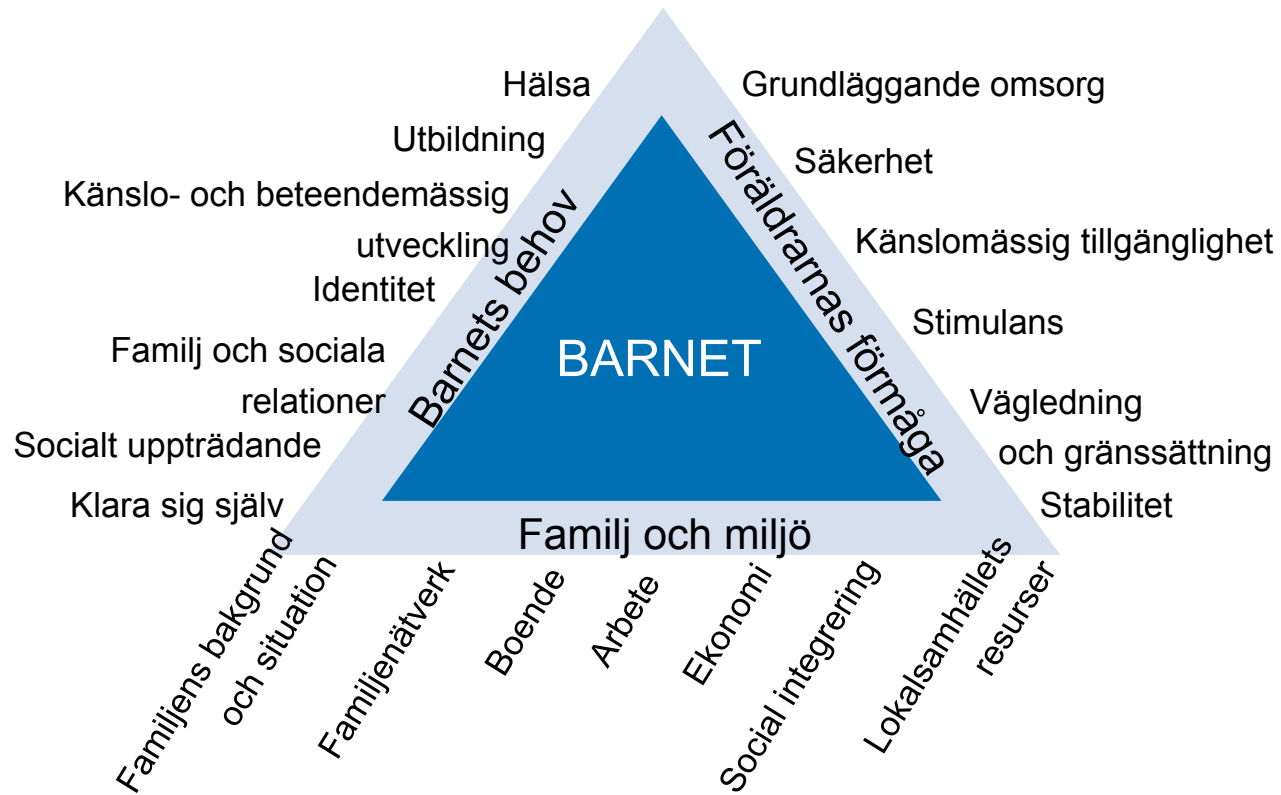 Hälsa
Utbildning
Känslo- och beteendemässig
utveckling
Identitet
Familj och sociala
relationer
Socialt uppträdande
Klara sig själv
Barnets behov
BARNET
Föräldrarnas förmåga
Grundläggande omsorg
Säkerhet
Känslomässig tillgänglighet
Stimulans
Vägledning
och gränssättning
Stabilitet
Familj och miljö
Familjens bakgrund
och situation
Familjenätverk
Boende
Arbete
Ekonomi
Social integrering
Lokalsamhällets
resurser